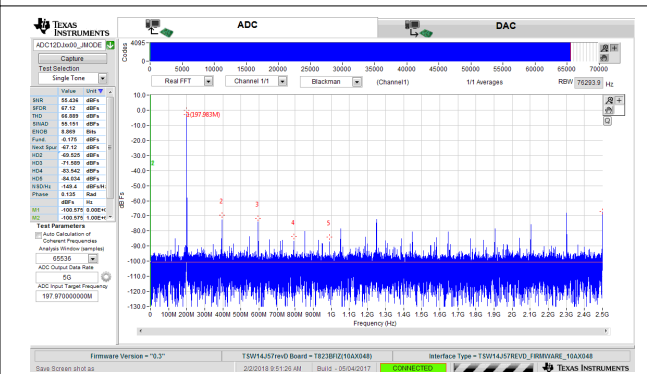 TEXAS INSTRUMENTS
ADC
DAC
ADC12DJxx00_JMODE
Capture
Test Selection
Single Tone
Value Unit
SNR 55.436 dBFs
SFDR 67.12 dBFs
THD 66.889 dBFs
SINAD 55.151 dBFs
ENOB 8.869 Bits
Fund. -0.175 dBFs
Next Spur -67.12 dBFs
HD2 -69.525 dBFs
HD3 -71.989 dBFs
HD4 -83.942 dBFs
HD5 -84.834 dBFs
NSD/Hz -149.4 dBFs/H
Phase 0.135 Rad
dBFs Hz
M1 -100.575 0.00E+
M2 -100.575 1.00E+
Test Parameters
Auto Calculation of
Coherent Frequencies
Analysis Window (samples)
65536
ADC Output Data Rate
5G
ADC Input Target Frequency
197.970000000M
Codes
4095
0
0 5000 10000 15000 20000 25000 30000 35000 40000 45000 50000 55000 60000 65000 70000
Real FFT Channel 1/1 Blackman (Channel1) 1/1 Averages RBW 76293.9 Hz
dBFs
10.0
0.0
-10.0
-20.0
-30.0
-40.0
-50.0
-60.0
-70.0
-80.0
-90.0
-100.0
-110.0
-120.0
-130.0
(197.983M)
2
3
4
5
0 100M 200M 300M 400M 500M 600M 700M 800M 900M 1G 1.1G 1.2G 1.3G 1.4G 1.5G 1.6G 1.7G 1.8G 1.9G 2G 2.1G 2.2G 2.3G 2.4G 2.5G
Frequency (Hz)
Firmware Version = "0.3"
TSW14J57revD Board = T823BFIZ(10AX048)
Interface Type = TSW14J57REVD_FIRMWARE_10AX048
Save Screen shot as
2/2/2018 9:51:26 AM
Build - 05/04/2017
CONNECTED
TEXAS INSTRUMENTS